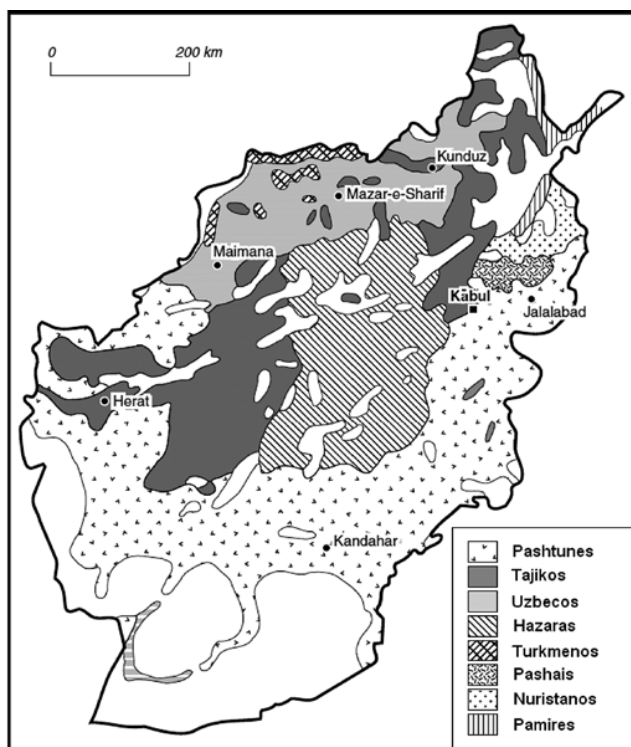 0 200 km
Kunduz
Mazar-e-Sharif
Maimana
Kabul
Jalalabad
Herat
Kandahar
Pashtunes
Tajikos
Uzbecos
Hazaras
Turkmenos
Pashais
Nuristanos
Pamires